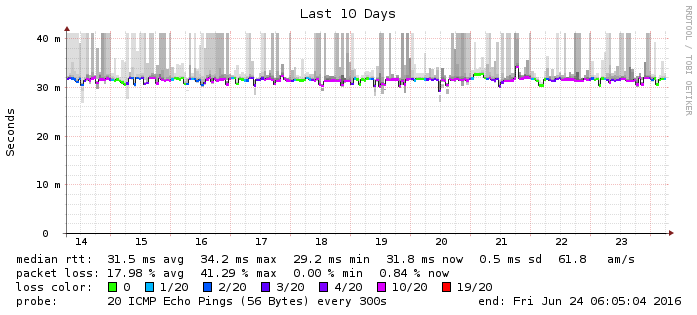 Last 10 Days
RRDTOOL / TOBI OETIKER
Seconds
40 m
30 m
20 m
10 m
0
14 15 16 17 18 19 20 21 22 23
median rtt: 31.5 ms avg 34.2 ms max 29.2 ms min 31.8 ms now 0.5 ms sd 61.8 am/s
packet loss: 17.98 % avg 41.29 % max 0.00 % min 0.84 % now
loss color: 0 1/20 2/20 3/20 4/20 10/20 19/20
probe: 20 ICMP Echo Pings (56 Bytes) every 300s end: Fri Jun 24 06:05:04 2016